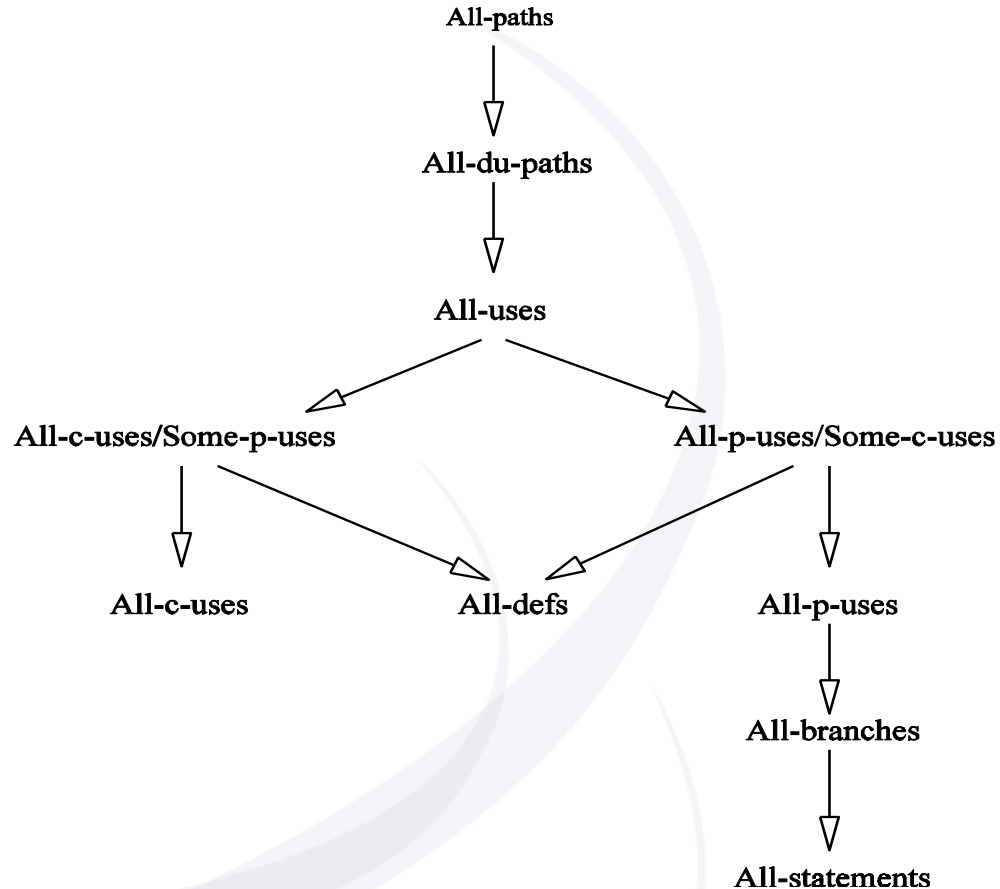 All-paths
All-du-paths
All-uses
All-c-uses/Some-p-uses
All-p-uses/Some-c-uses
All-c-uses
All-defs
All-p-uses
All-branches
All-statements